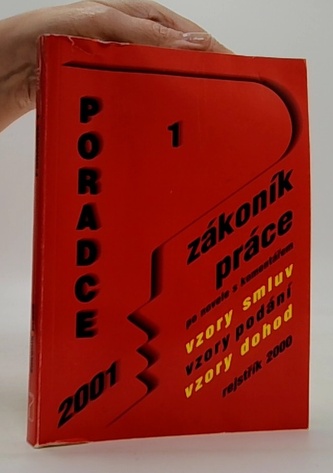 PORADCE
1
zákoník
práce
po novele s komentářem
vzory smluv
vzory podání
vzory dohod
rejstřík 2000
2001